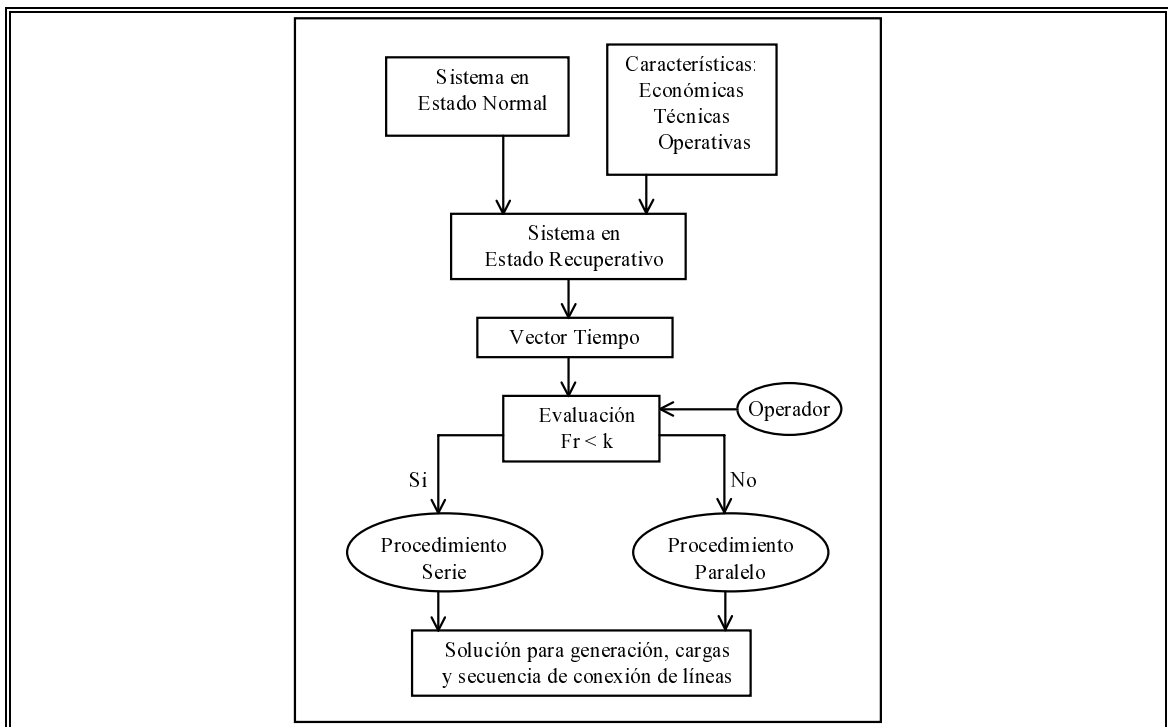 Sistema en
Estado Normal
Características:
Económicas
Técnicas
Operativas
Sistema en
Estado Recuperativo
Vector Tiempo
Evaluación
Fr < k
Operador
Si
No
Procedimiento
Serie
Procedimiento
Paralelo
Solución para generación, cargas
y secuencia de conexión de líneas